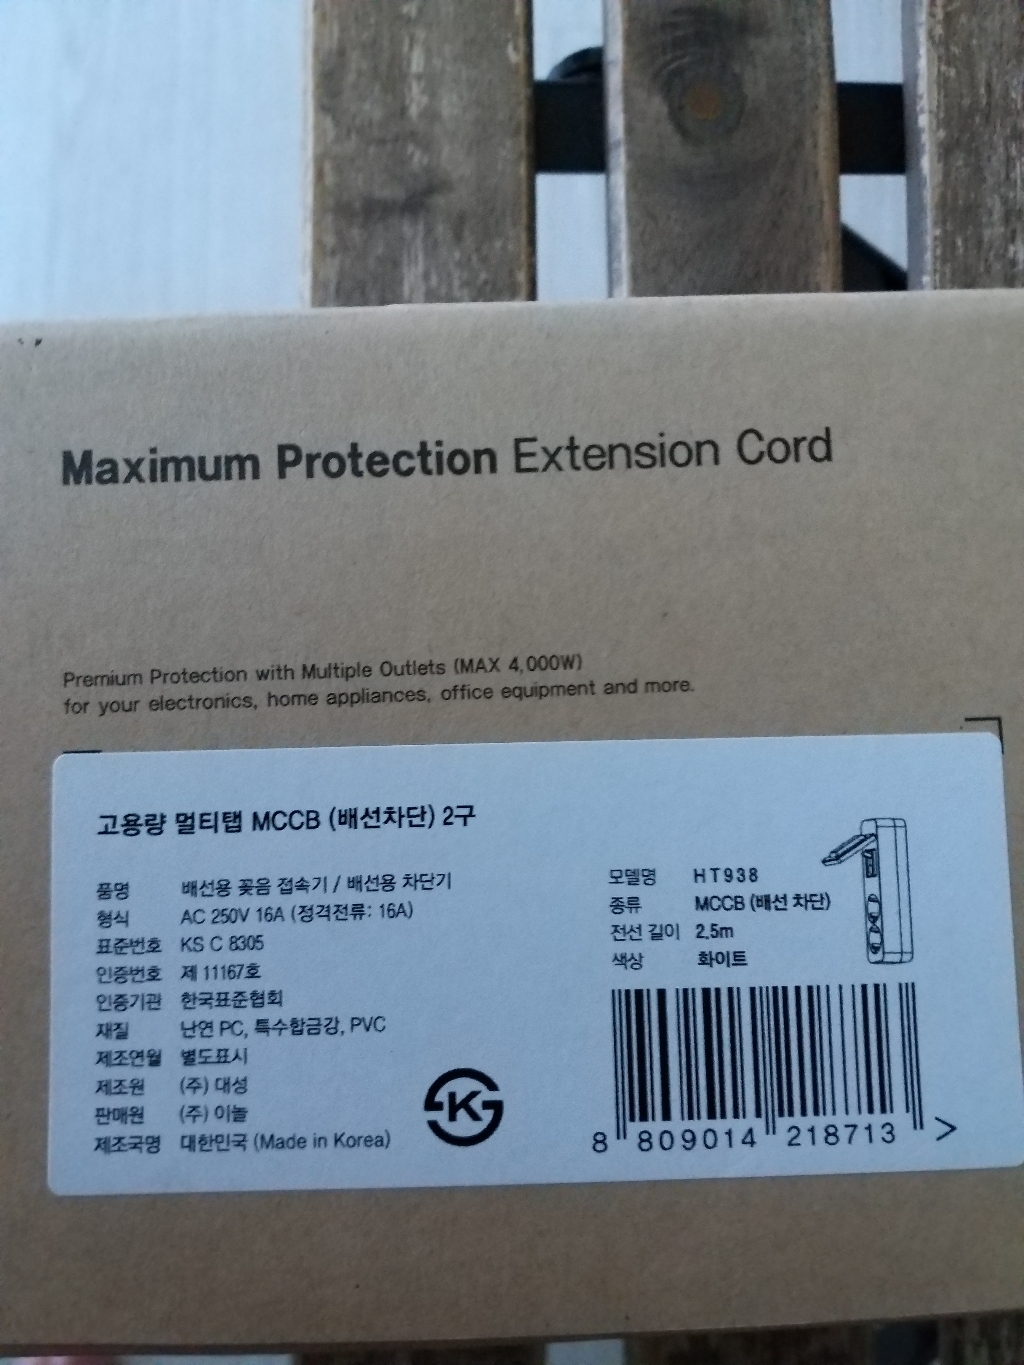 Maximum Protection Extension Cord
Premium Protection with Multiple Outlets (MAX 4,000W)
for your electronics, home appliances, office equipment and more.
고용량 멀티탭 MCCB (배선차단) 2구
품명 배선용 꽂음 접속기 / 배선용 차단기
형식 AC 250V 16A (정격전류: 16A)
표준번호 KS C 8305
인증번호 제 11167호
인증기관 한국표준협회
재질 난연 PC, 특수합금강, PVC
제조연월 별도표시
제조원 (주) 대성
판매원 (주) 이놀
제조국명 대한민국 (Made in Korea)
K
모델명 HT938
종류 MCCB (배선 차단)
전선 길이 2.5m
색상 화이트
8 809014 218713 >